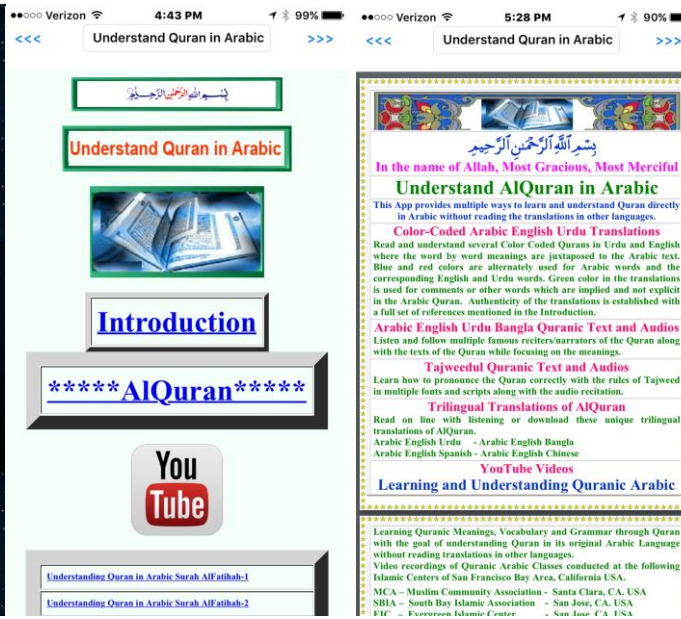 Verizon 4:43 PM 99%
<<< Understand Quran in Arabic >>>
بسم الله الرحمن الرحيم
Understand Quran in Arabic
Introduction
*****AlQuran*****
You
Tube
Understanding Quran in Arabic Surah AlFatihah-1
Understanding Quran in Arabic Surah AlFatihah-2
Verizon 5:28 PM 90%
<<< Understand Quran in Arabic >>>
بِسْمِ ٱللَّهِ ٱلرَّحْمَٰنِ ٱلرَّحِيمِ
In the name of Allah, Most Gracious, Most Merciful
Understand AlQuran in Arabic
This App provides multiple ways to learn and understand Quran directly
in Arabic without reading the translations in other languages.
Color-Coded Arabic English Urdu Translations
Read and understand several Color Coded Qurans in Urdu and English
where the word by word meanings are juxtaposed to the Arabic text.
Blue and red colors are alternately used for Arabic words and the
corresponding English and Urdu words. Green color in the translations
is used for comments or other words which are implied and not explicit
in the Arabic Quran. Authenticity of the translations is established with
a full set of references mentioned in the Introduction.
Arabic English Urdu Bangla Quranic Text and Audios
Listen and follow multiple famous reciters/narrators of the Quran along
with the texts of the Quran while focusing on the meanings.
Tajweedul Quranic Text and Audios
Learn how to pronounce the Quran correctly with the rules of Tajweed
in multiple fonts and scripts along with the audio recitation.
Trilingual Translations of AlQuran
Read on line with listening or download these unique trilingual
translations of AlQuran.
Arabic English Urdu - Arabic English Bangla
Arabic English Spanish - Arabic English Chinese
YouTube Videos
Learning and Understanding Quranic Arabic
Learning Quranic Meanings, Vocabulary and Grammar through Quran
with the goal of understanding Quran in its original Arabic Language
without reading translations in other languages.
Video recordings of Quranic Arabic Classes conducted at the following
Islamic Centers of San Francisco Bay Area, California USA.
MCA – Muslim Community Association - Santa Clara, CA. USA
SBIA – South Bay Islamic Association - San Jose, CA. USA
EIC – Evergreen Islamic Center - San Jose, CA. USA